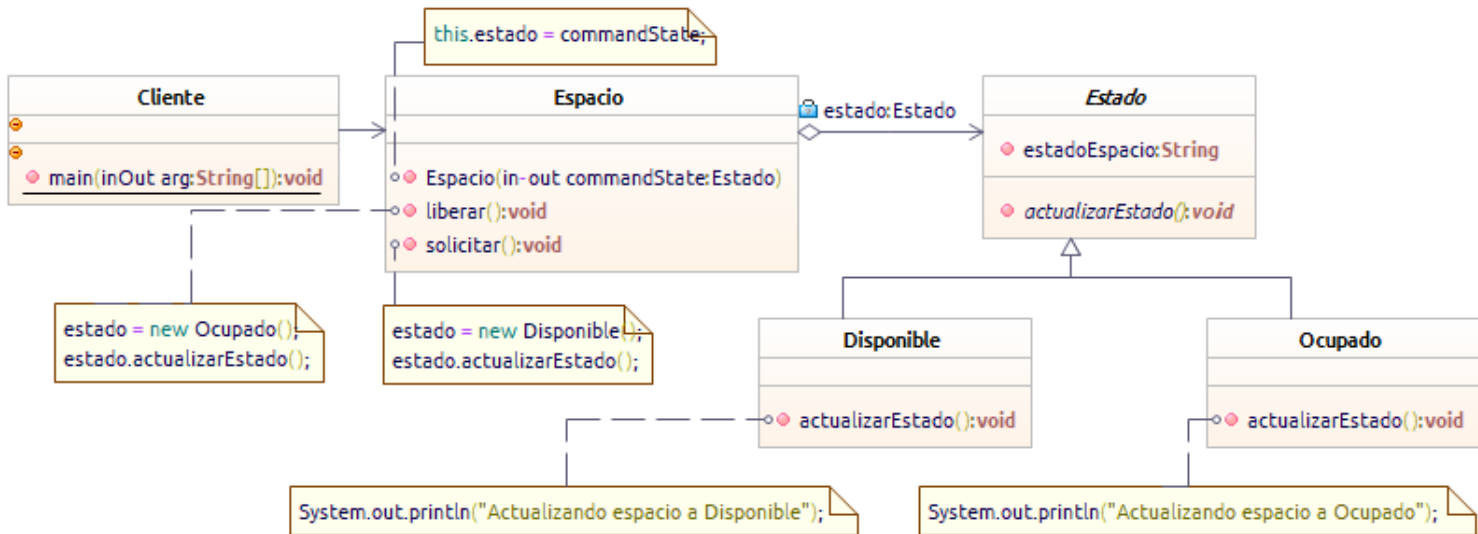 this.estado = commandState;
Cliente
main(inOut arg:String[]):void
Espacio
Espacio(in-out commandState:Estado)
liberar():void
solicitar():void
estado:Estado
Estado
estadoEspacio:String
actualizarEstado():void
estado = new Ocupado();
estado.actualizarEstado();
estado = new Disponible();
estado.actualizarEstado();
Disponible
actualizarEstado():void
Ocupado
actualizarEstado():void
System.out.println("Actualizando espacio a Disponible");
System.out.println("Actualizando espacio a Ocupado");